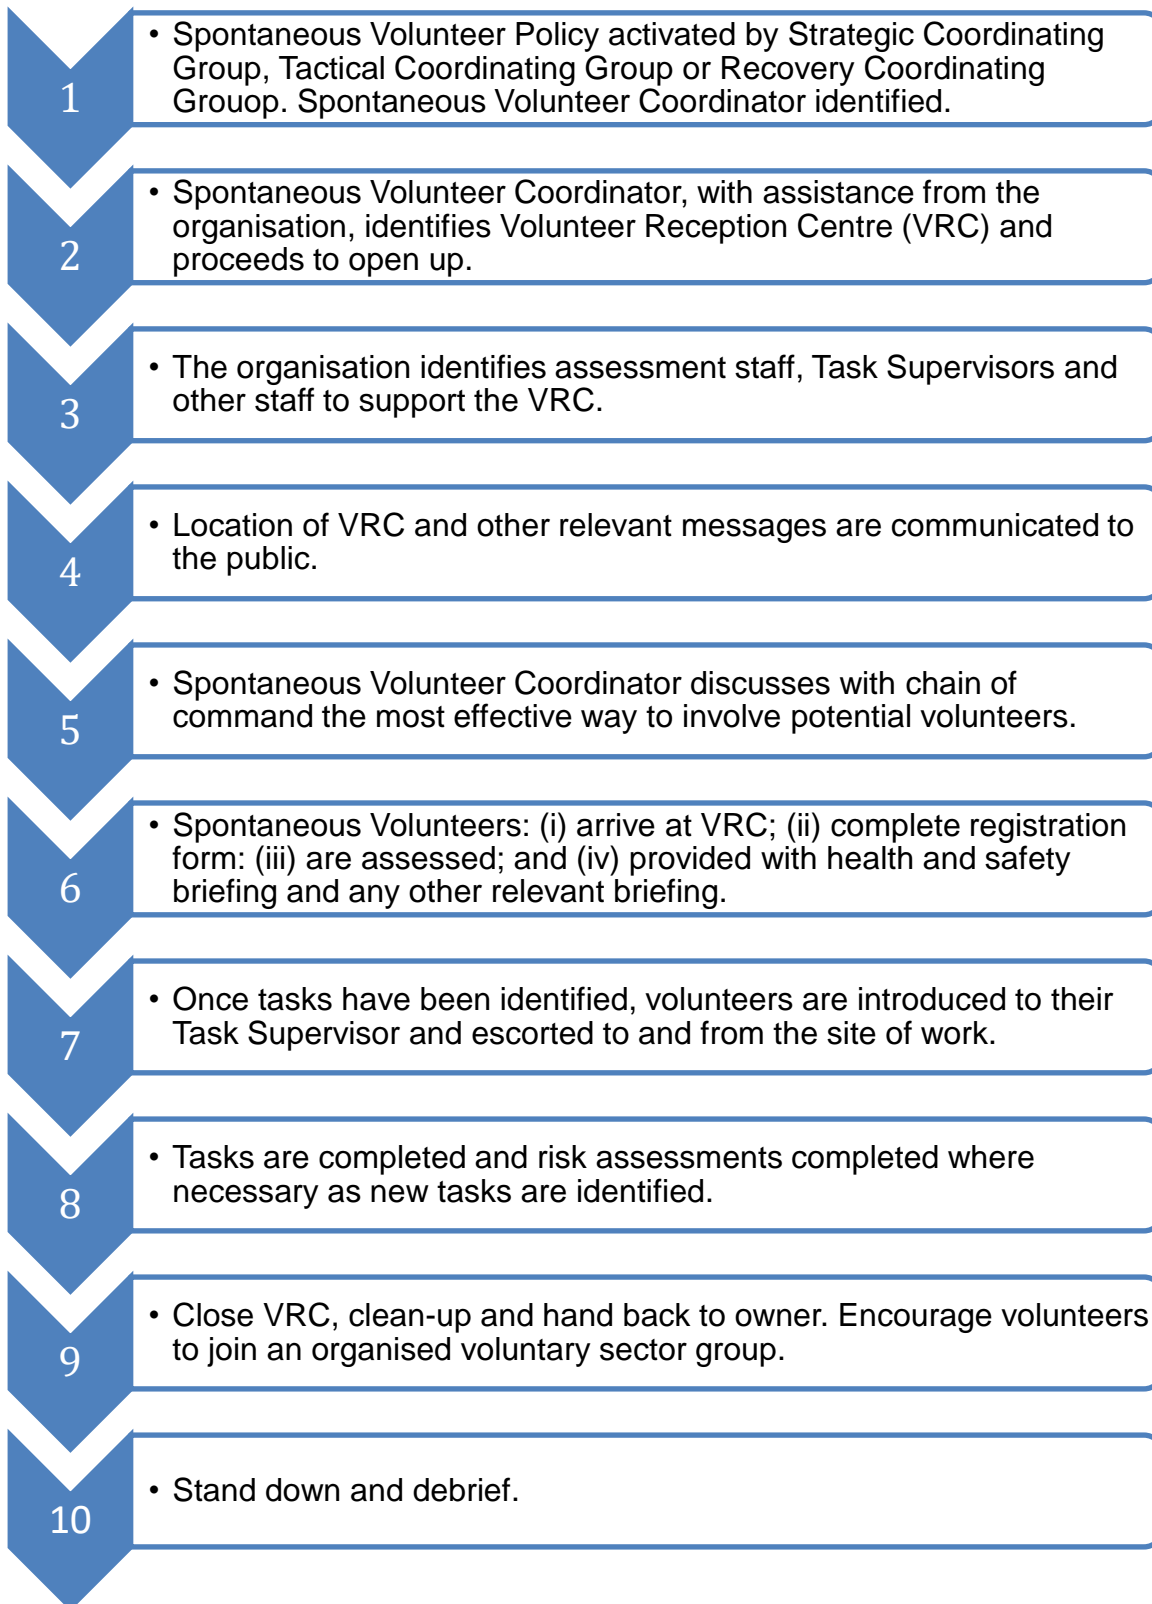 1
• Spontaneous Volunteer Policy activated by Strategic Coordinating
Group, Tactical Coordinating Group or Recovery Coordinating
Grouop. Spontaneous Volunteer Coordinator identified.
2
• Spontaneous Volunteer Coordinator, with assistance from the
organisation, identifies Volunteer Reception Centre (VRC) and
proceeds to open up.
3
• The organisation identifies assessment staff, Task Supervisors and
other staff to support the VRC.
4
• Location of VRC and other relevant messages are communicated to
the public.
5
• Spontaneous Volunteer Coordinator discusses with chain of
command the most effective way to involve potential volunteers.
6
• Spontaneous Volunteers: (i) arrive at VRC; (ii) complete registration
form: (iii) are assessed; and (iv) provided with health and safety
briefing and any other relevant briefing.
7
• Once tasks have been identified, volunteers are introduced to their
Task Supervisor and escorted to and from the site of work.
8
• Tasks are completed and risk assessments completed where
necessary as new tasks are identified.
9
• Close VRC, clean-up and hand back to owner. Encourage volunteers
to join an organised voluntary sector group.
10
• Stand down and debrief.